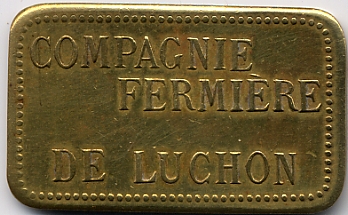 COMPAGNIE
FERMIÈRE
DE LUCHON